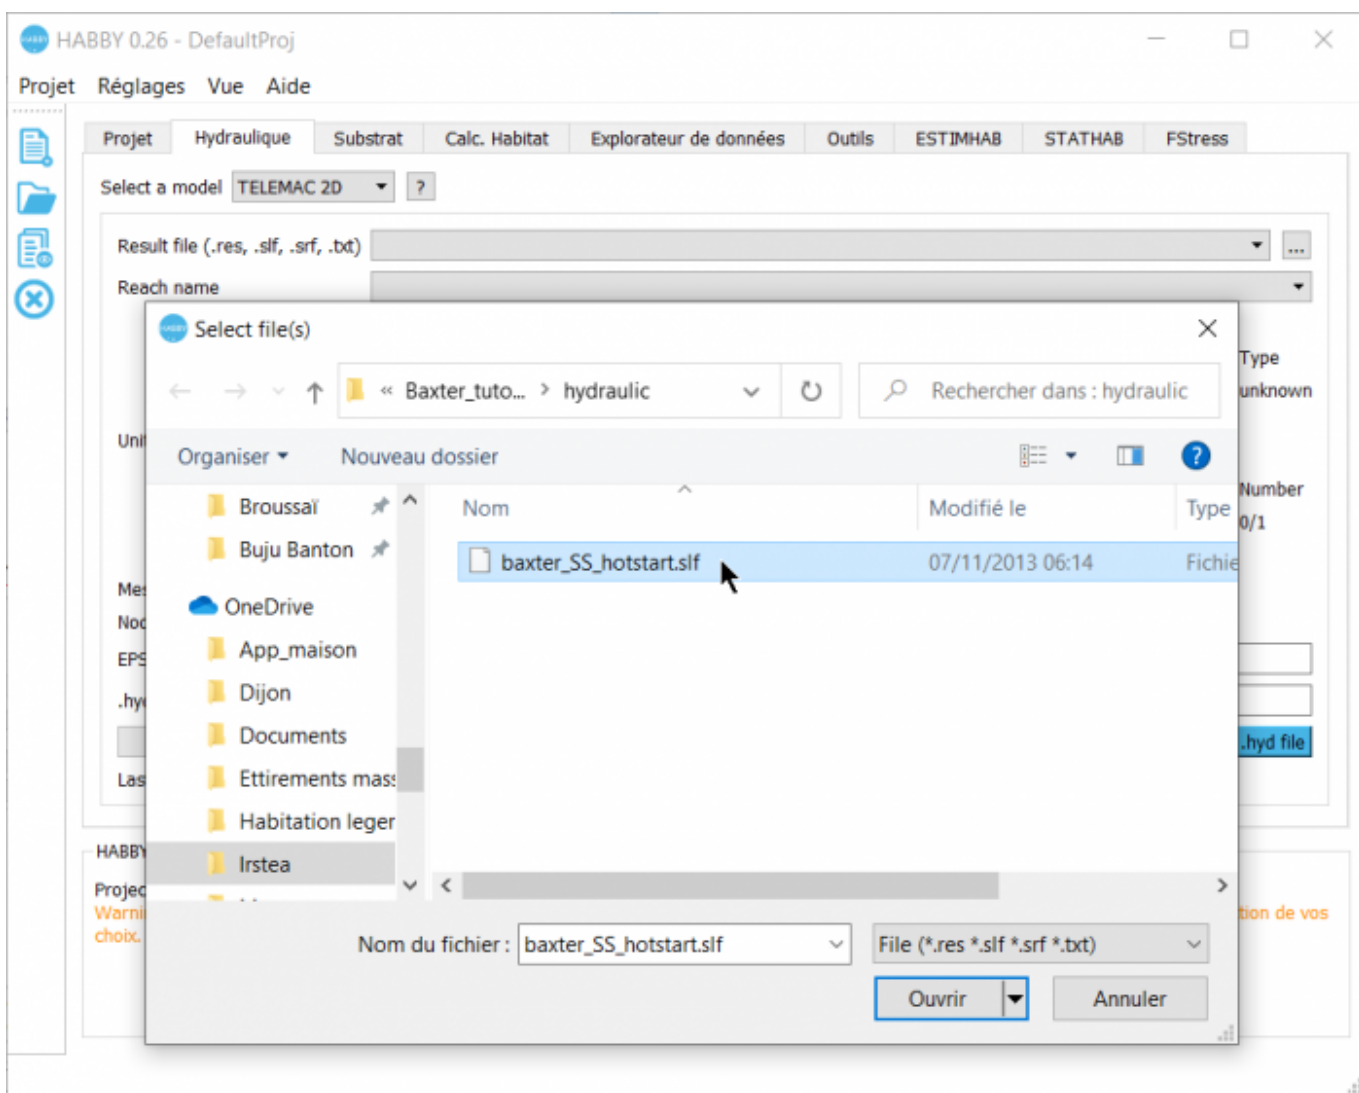 HABBY 0.26 - DefaultProj
Projet Réglages Vue Aide
Projet Hydraulique Substrat Calc. Habitat Explorateur de données Outils ESTIMHAB STATHAB FStress
Select a model TELEMAC 2D ?
Result file (.res, .slf, .srf, .txt) ...
Reach name
Select file(s)
Type
« Baxter_tuto... > hydraulic Rechercher dans : hydraulic
unknown
Organiser Nouveau dossier ?
Broussaï
Buju Banton
OneDrive
App_maison
Dijon
Documents
Ettirements mass
Habitation leger
Irstea
Nom Modifié le Type
baxter_SS_hotstart.slf 07/11/2013 06:14 Fichie
Number
0/1
EPS
.hyd file
HABBY
Projec
Warni
tion de vos
choix.
Nom du fichier : baxter_SS_hotstart.slf File (*.res *.slf *.srf *.txt)
Ouvrir Annuler